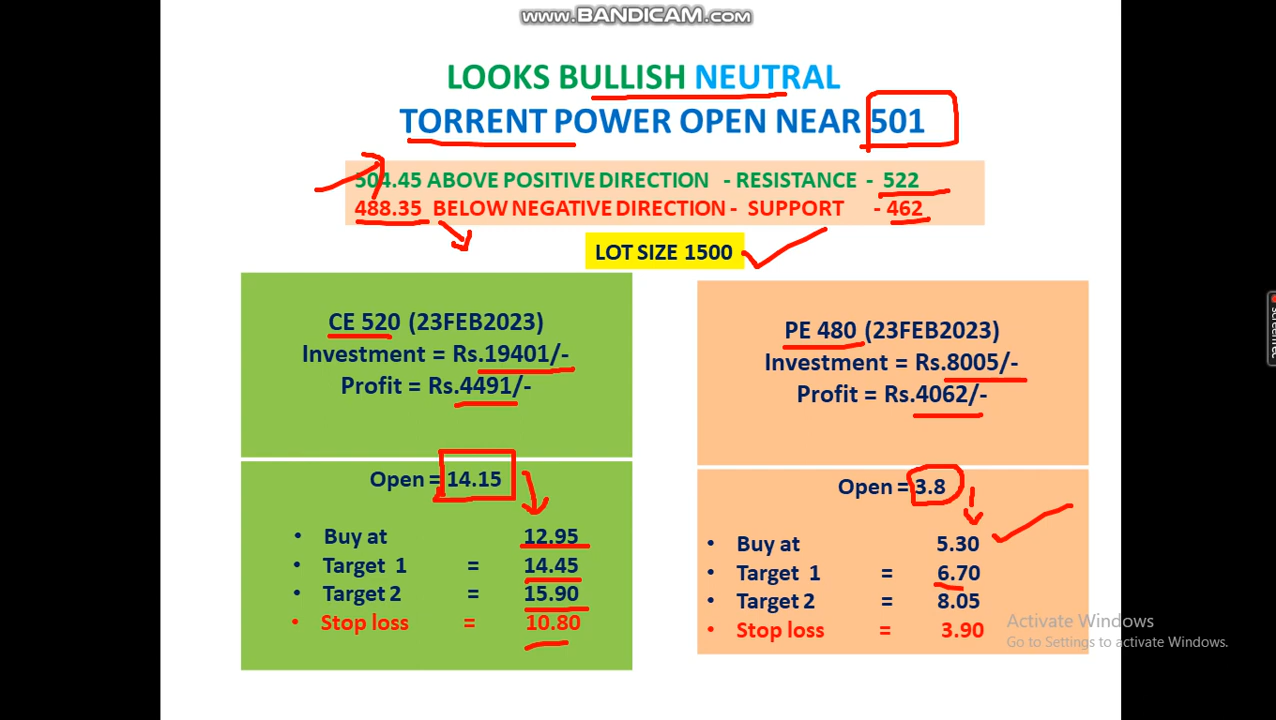 www.BANDICAM.com
LOOKS BULLISH NEUTRAL
TORRENT POWER OPEN NEAR 501
504.45 ABOVE POSITIVE DIRECTION - RESISTANCE - 522
488.35 BELOW NEGATIVE DIRECTION - SUPPORT - 462
LOT SIZE 1500
CE 520 (23FEB2023)
Investment = Rs.19401/-
Profit = Rs.4491/-
Open = 14.15
• Buy at 12.95
• Target 1 = 14.45
• Target 2 = 15.90
• Stop loss = 10.80
PE 480 (23FEB2023)
Investment = Rs.8005/-
Profit = Rs.4062/-
Open = 3.8
• Buy at 5.30
• Target 1 = 6.70
• Target 2 = 8.05
• Stop loss = 3.90
Activate Windows
Go to Settings to activate Windows.